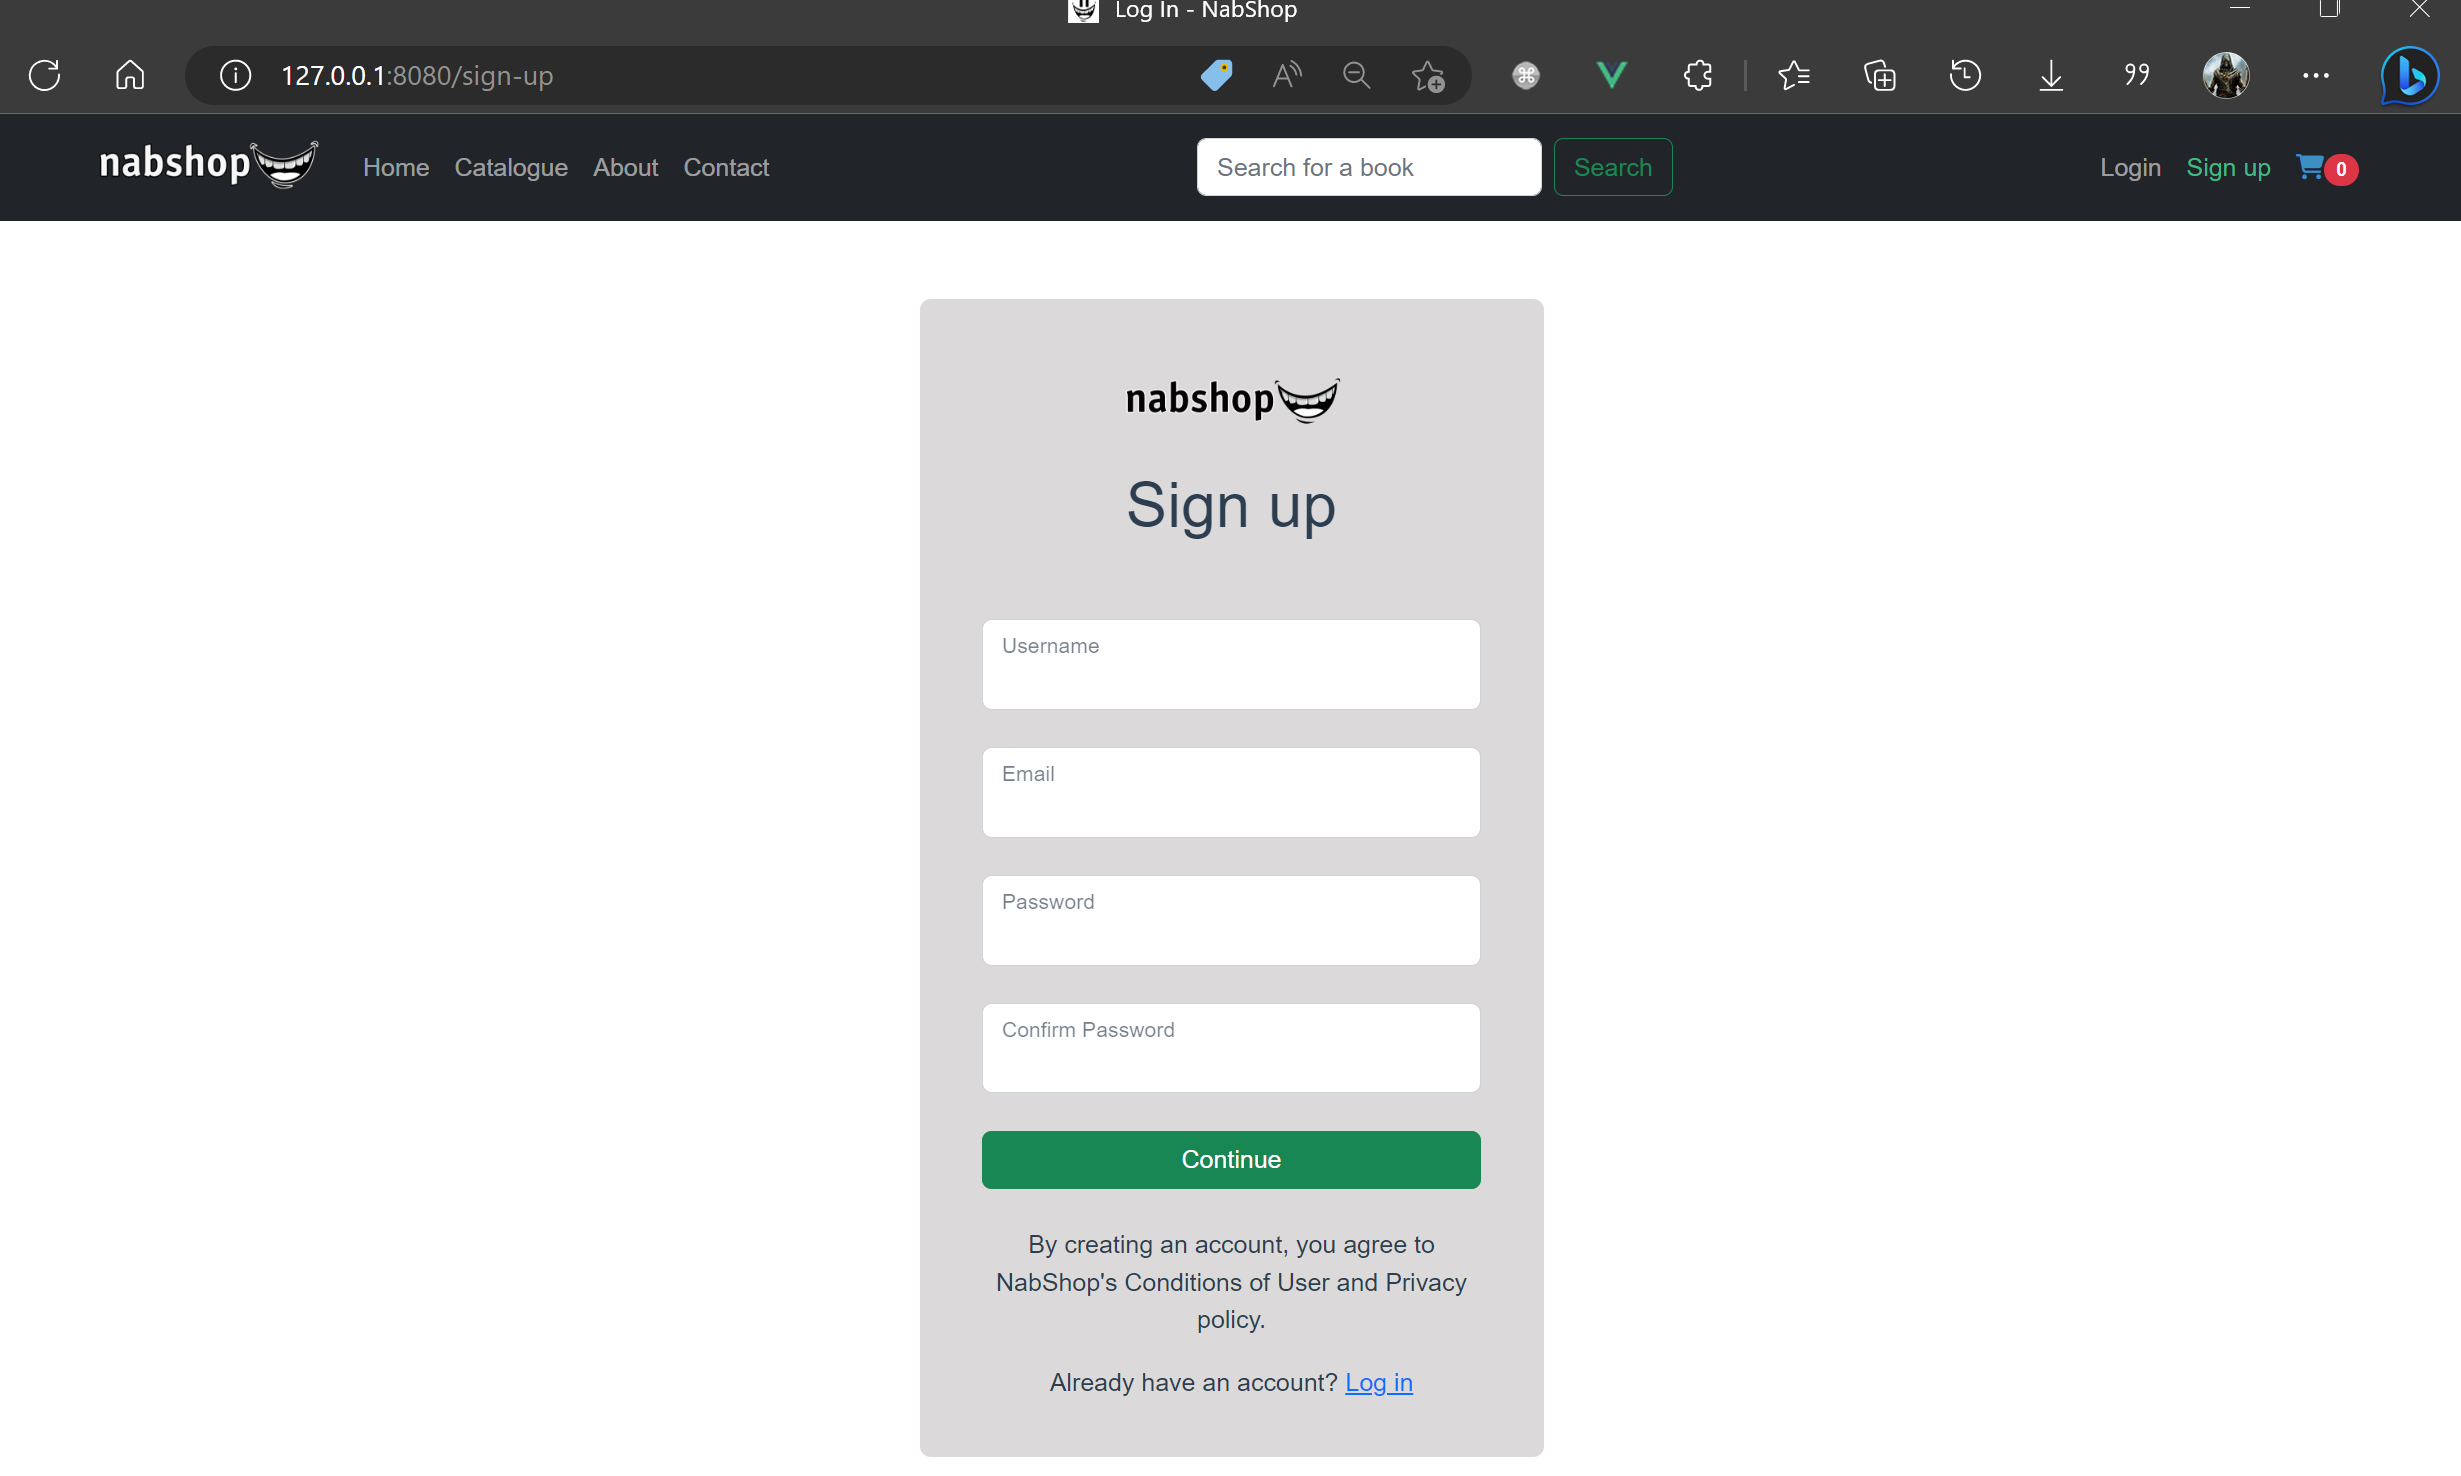 Log In - NabShop
127.0.0.1:8080/sign-up
nabshop Home Catalogue About Contact Search for a book Search Login Sign up 0
nabshop
Sign up
Username
Email
Password
Confirm Password
Continue
By creating an account, you agree to
NabShop's Conditions of User and Privacy
policy.
Already have an account? Log in